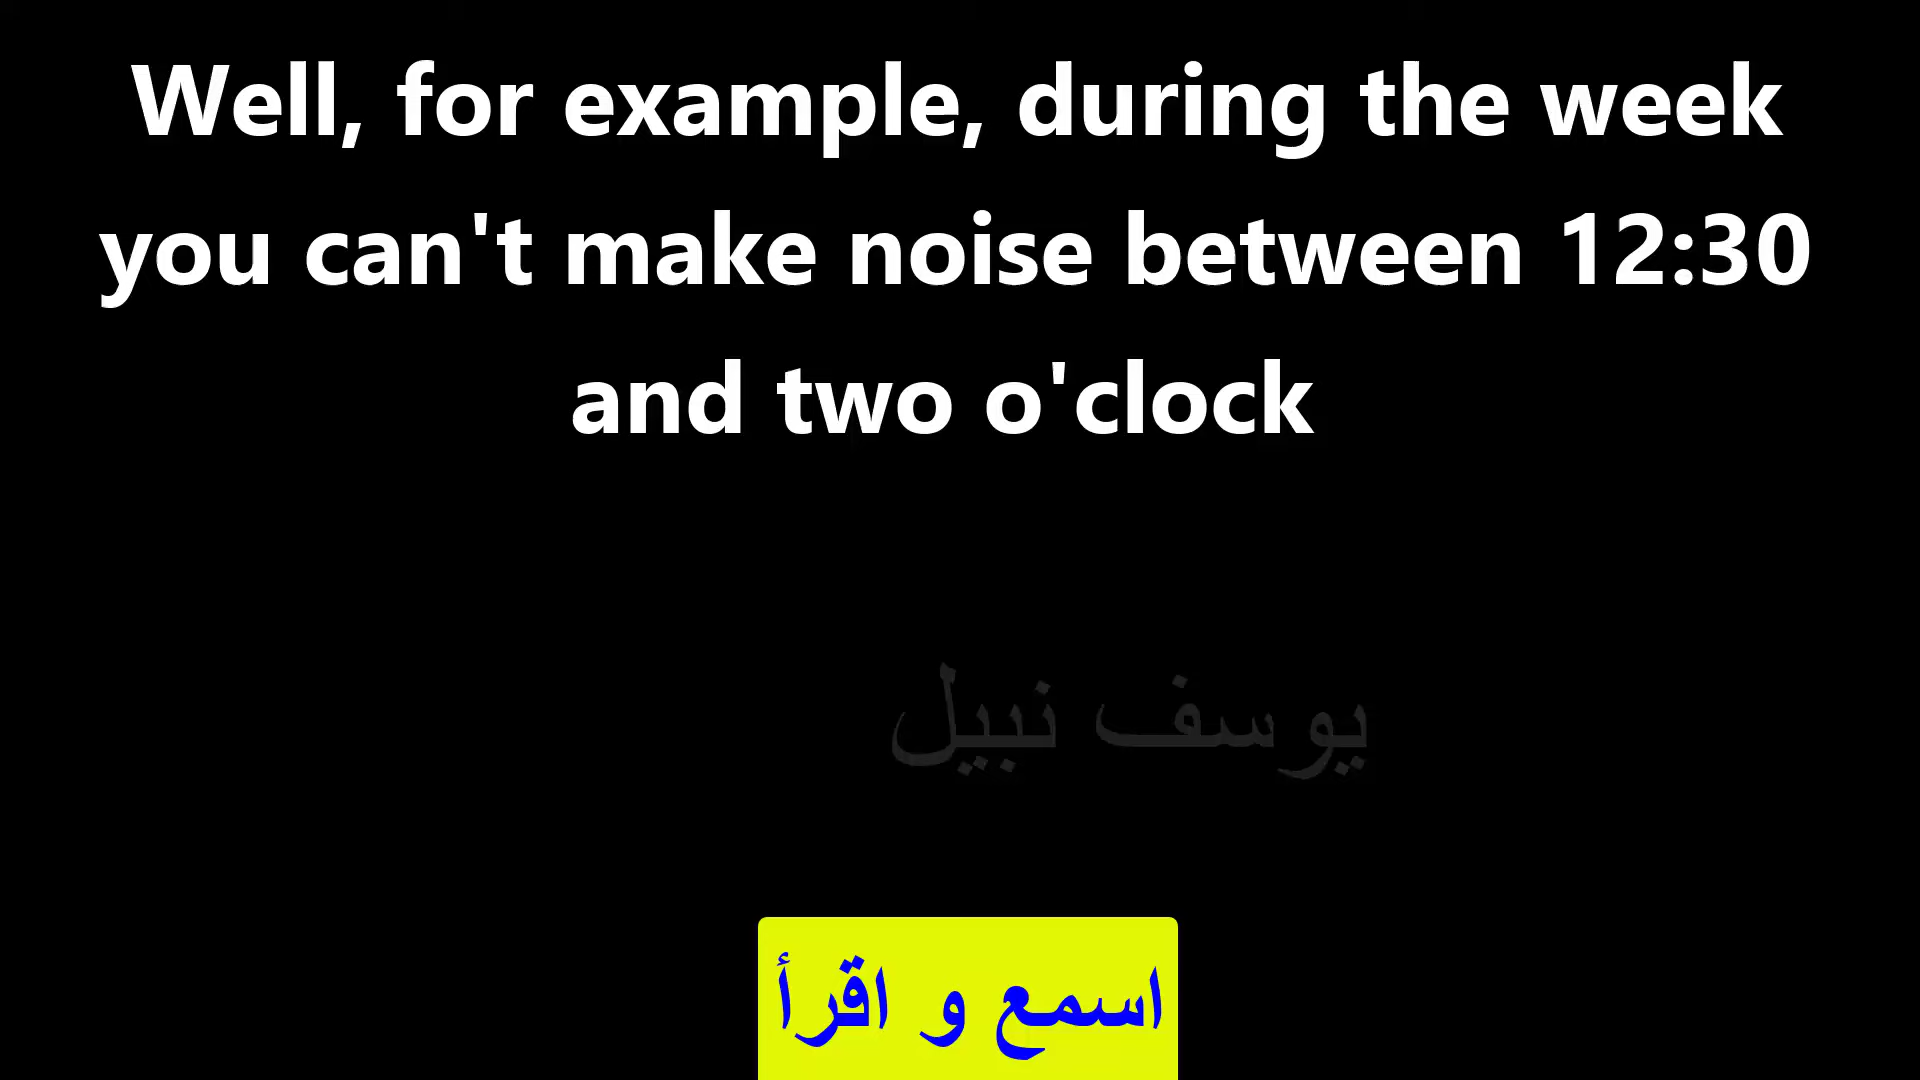 Well, for example, during the week
you can't make noise between 12:30
and two o'clock
يوسف نبيل
اسمع و اقرأ